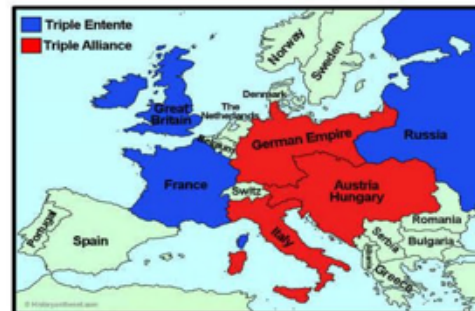 Triple Entente
Triple Alliance
Norway
Sweden
Denmark
Great
Britain
The
Netherlands
Belgium
German Empire
Russia
France
Switz
Austria
Hungary
Italy
Romania
Serbia
Bulgaria
Greece
Portugal
Spain